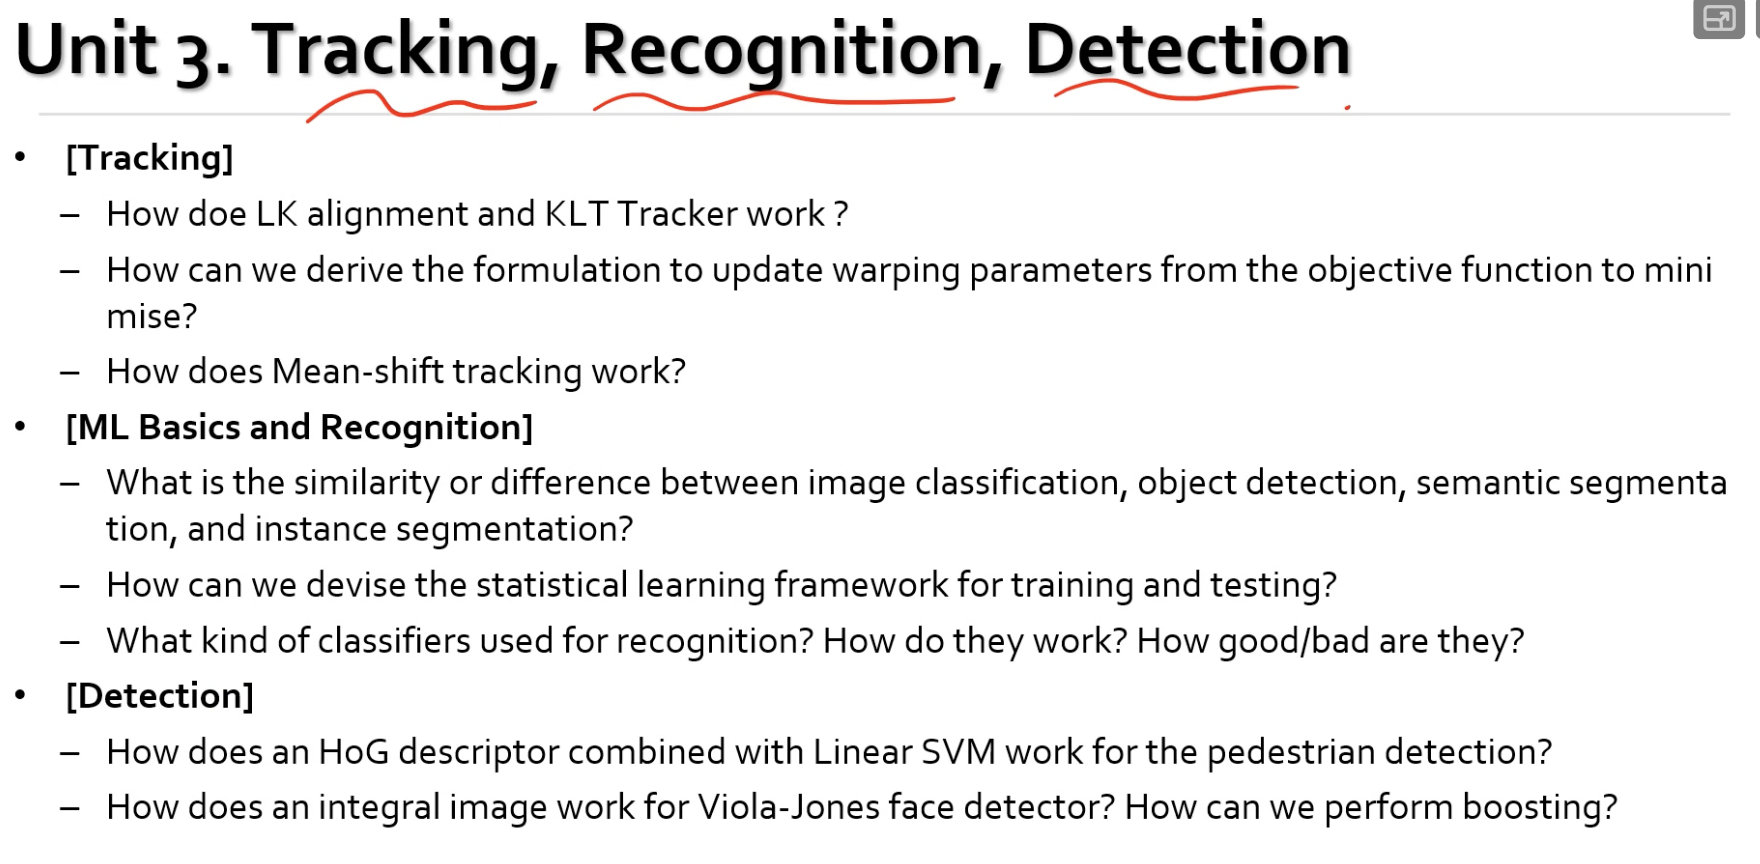 Unit 3. Tracking, Recognition, Detection
• [Tracking]
– How doe LK alignment and KLT Tracker work ?
– How can we derive the formulation to update warping parameters from the objective function to mini
mise?
– How does Mean-shift tracking work?
• [ML Basics and Recognition]
– What is the similarity or difference between image classification, object detection, semantic segmenta
tion, and instance segmentation?
– How can we devise the statistical learning framework for training and testing?
– What kind of classifiers used for recognition? How do they work? How good/bad are they?
• [Detection]
– How does an HoG descriptor combined with Linear SVM work for the pedestrian detection?
– How does an integral image work for Viola-Jones face detector? How can we perform boosting?